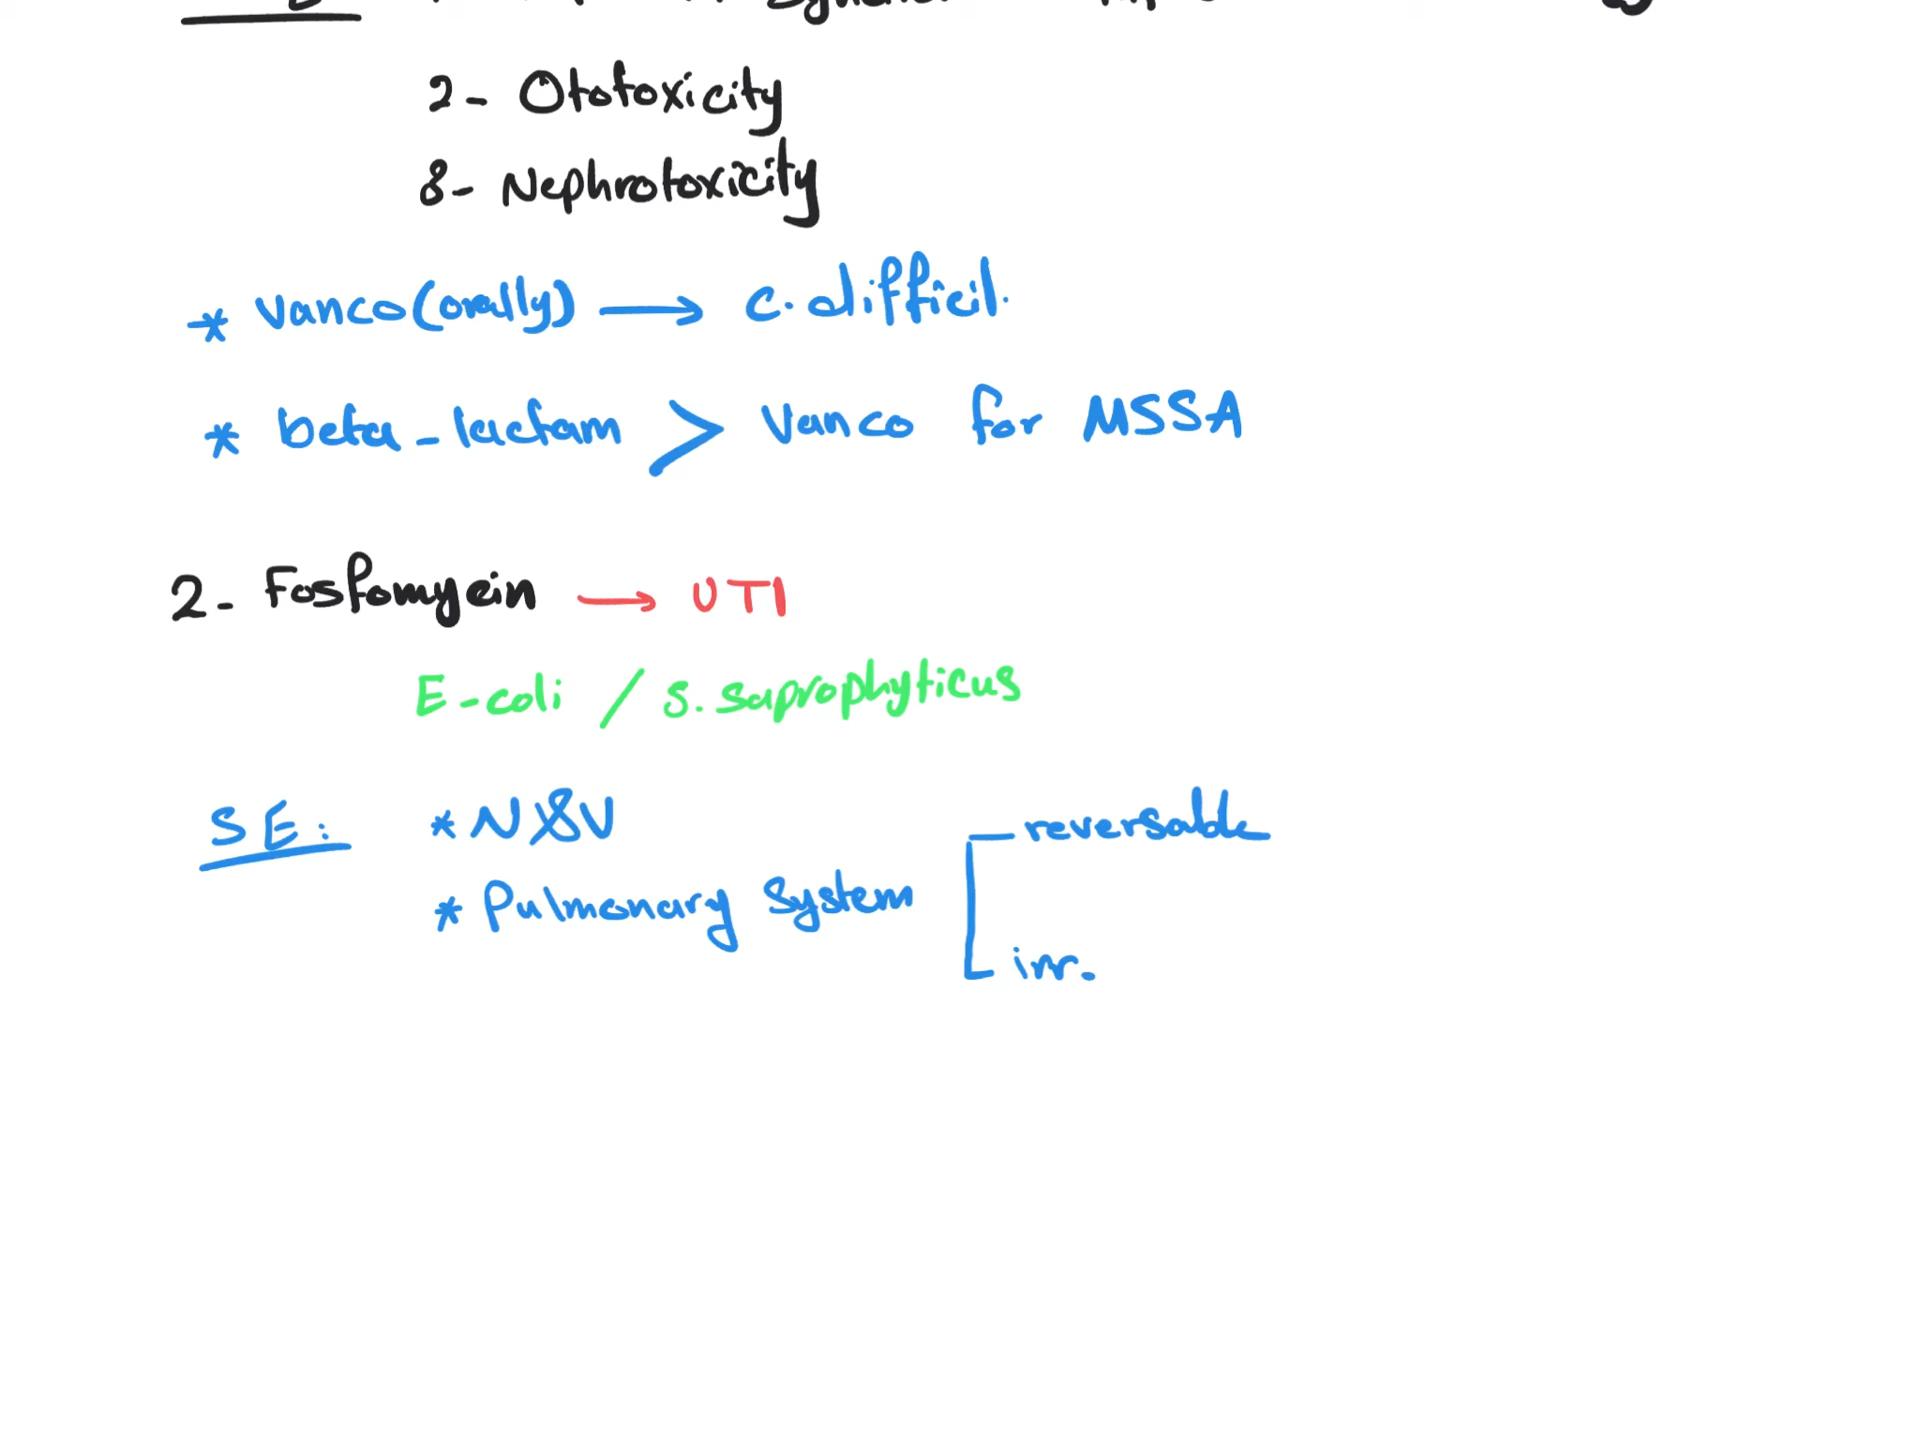 2- Ototoxicity
3- Nephrotoxicity
* Vanco (orally) → C. difficil.
* beta-lactam > Vanco for MSSA
2- Fosfomycin → UTI
E-coli / S. saprophyticus
SE: * N&V
* Pulmonary System
reversable
irr.